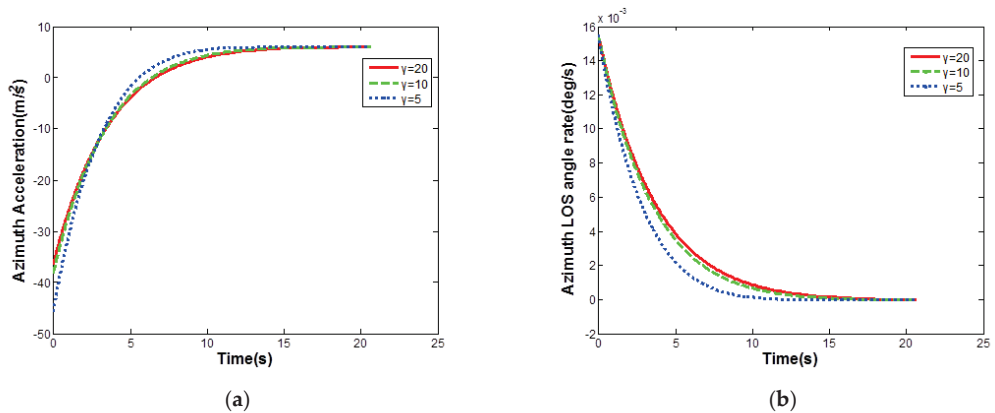 10
0
-10
-20
-30
-40
-50
0 5 10 15 20 25
Azimuth Acceleration(m/s²)
Time(s)
γ=20
γ=10
γ=5
(a)
x 10⁻³
16
14
12
10
8
6
4
2
0
-2
0 5 10 15 20 25
Azimuth LOS angle rate(deg/s)
Time(s)
γ=20
γ=10
γ=5
(b)